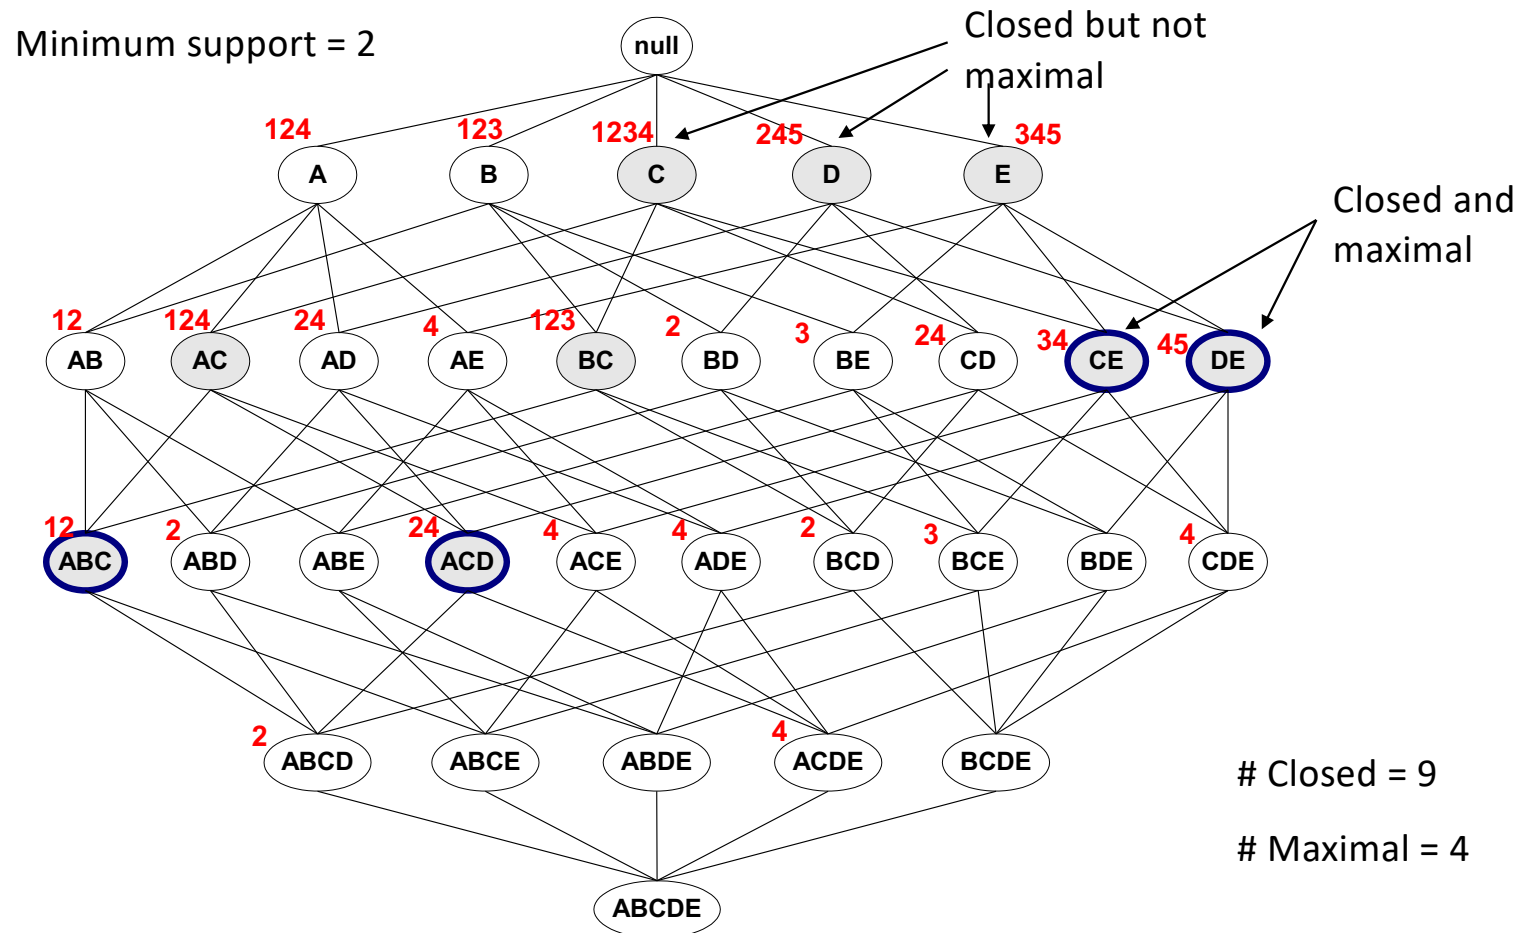 Minimum support = 2
null
Closed but not
maximal
124 123 1234 245 345
A B C D E
Closed and
maximal
12 124 24 4 123 2 3 24 34 45
AB AC AD AE BC BD BE CD CE DE
12 2 24 4 4 2 3 4
ABC ABD ABE ACD ACE ADE BCD BCE BDE CDE
2 4
ABCD ABCE ABDE ACDE BCDE
# Closed = 9
# Maximal = 4
ABCDE